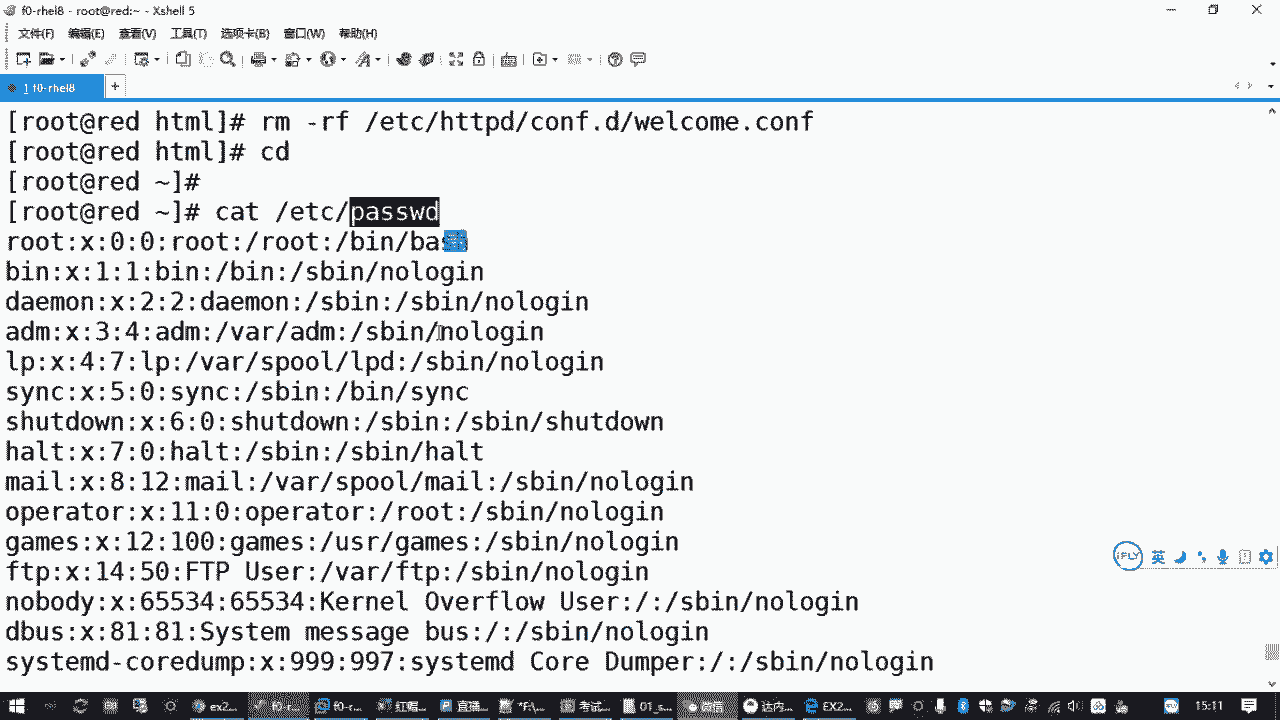 f0-rhel8 - root@red:~ - Xshell 5
文件(F) 编辑(E) 查看(V) 工具(T) 选项卡(B) 窗口(W) 帮助(H)
1 f0-rhel8 +
[root@red html]# rm -rf /etc/httpd/conf.d/welcome.conf
[root@red html]# cd
[root@red ~]#
[root@red ~]# cat /etc/passwd
root:x:0:0:root:/root:/bin/bash
bin:x:1:1:bin:/bin:/sbin/nologin
daemon:x:2:2:daemon:/sbin:/sbin/nologin
adm:x:3:4:adm:/var/adm:/sbin/nologin
lp:x:4:7:lp:/var/spool/lpd:/sbin/nologin
sync:x:5:0:sync:/sbin:/bin/sync
shutdown:x:6:0:shutdown:/sbin:/sbin/shutdown
halt:x:7:0:halt:/sbin:/sbin/halt
mail:x:8:12:mail:/var/spool/mail:/sbin/nologin
operator:x:11:0:operator:/root:/sbin/nologin
games:x:12:100:games:/usr/games:/sbin/nologin
iFLY 英
ftp:x:14:50:FTP User:/var/ftp:/sbin/nologin
nobody:x:65534:65534:Kernel Overflow User:/:/sbin/nologin
dbus:x:81:81:System message bus:/:/sbin/nologin
systemd-coredump:x:999:997:systemd Core Dumper:/:/sbin/nologin
ex2... f0-r... f0-r... 红帽... 直播... *F\... 考试... 01_s... 微信 达内... EX2... 15:11